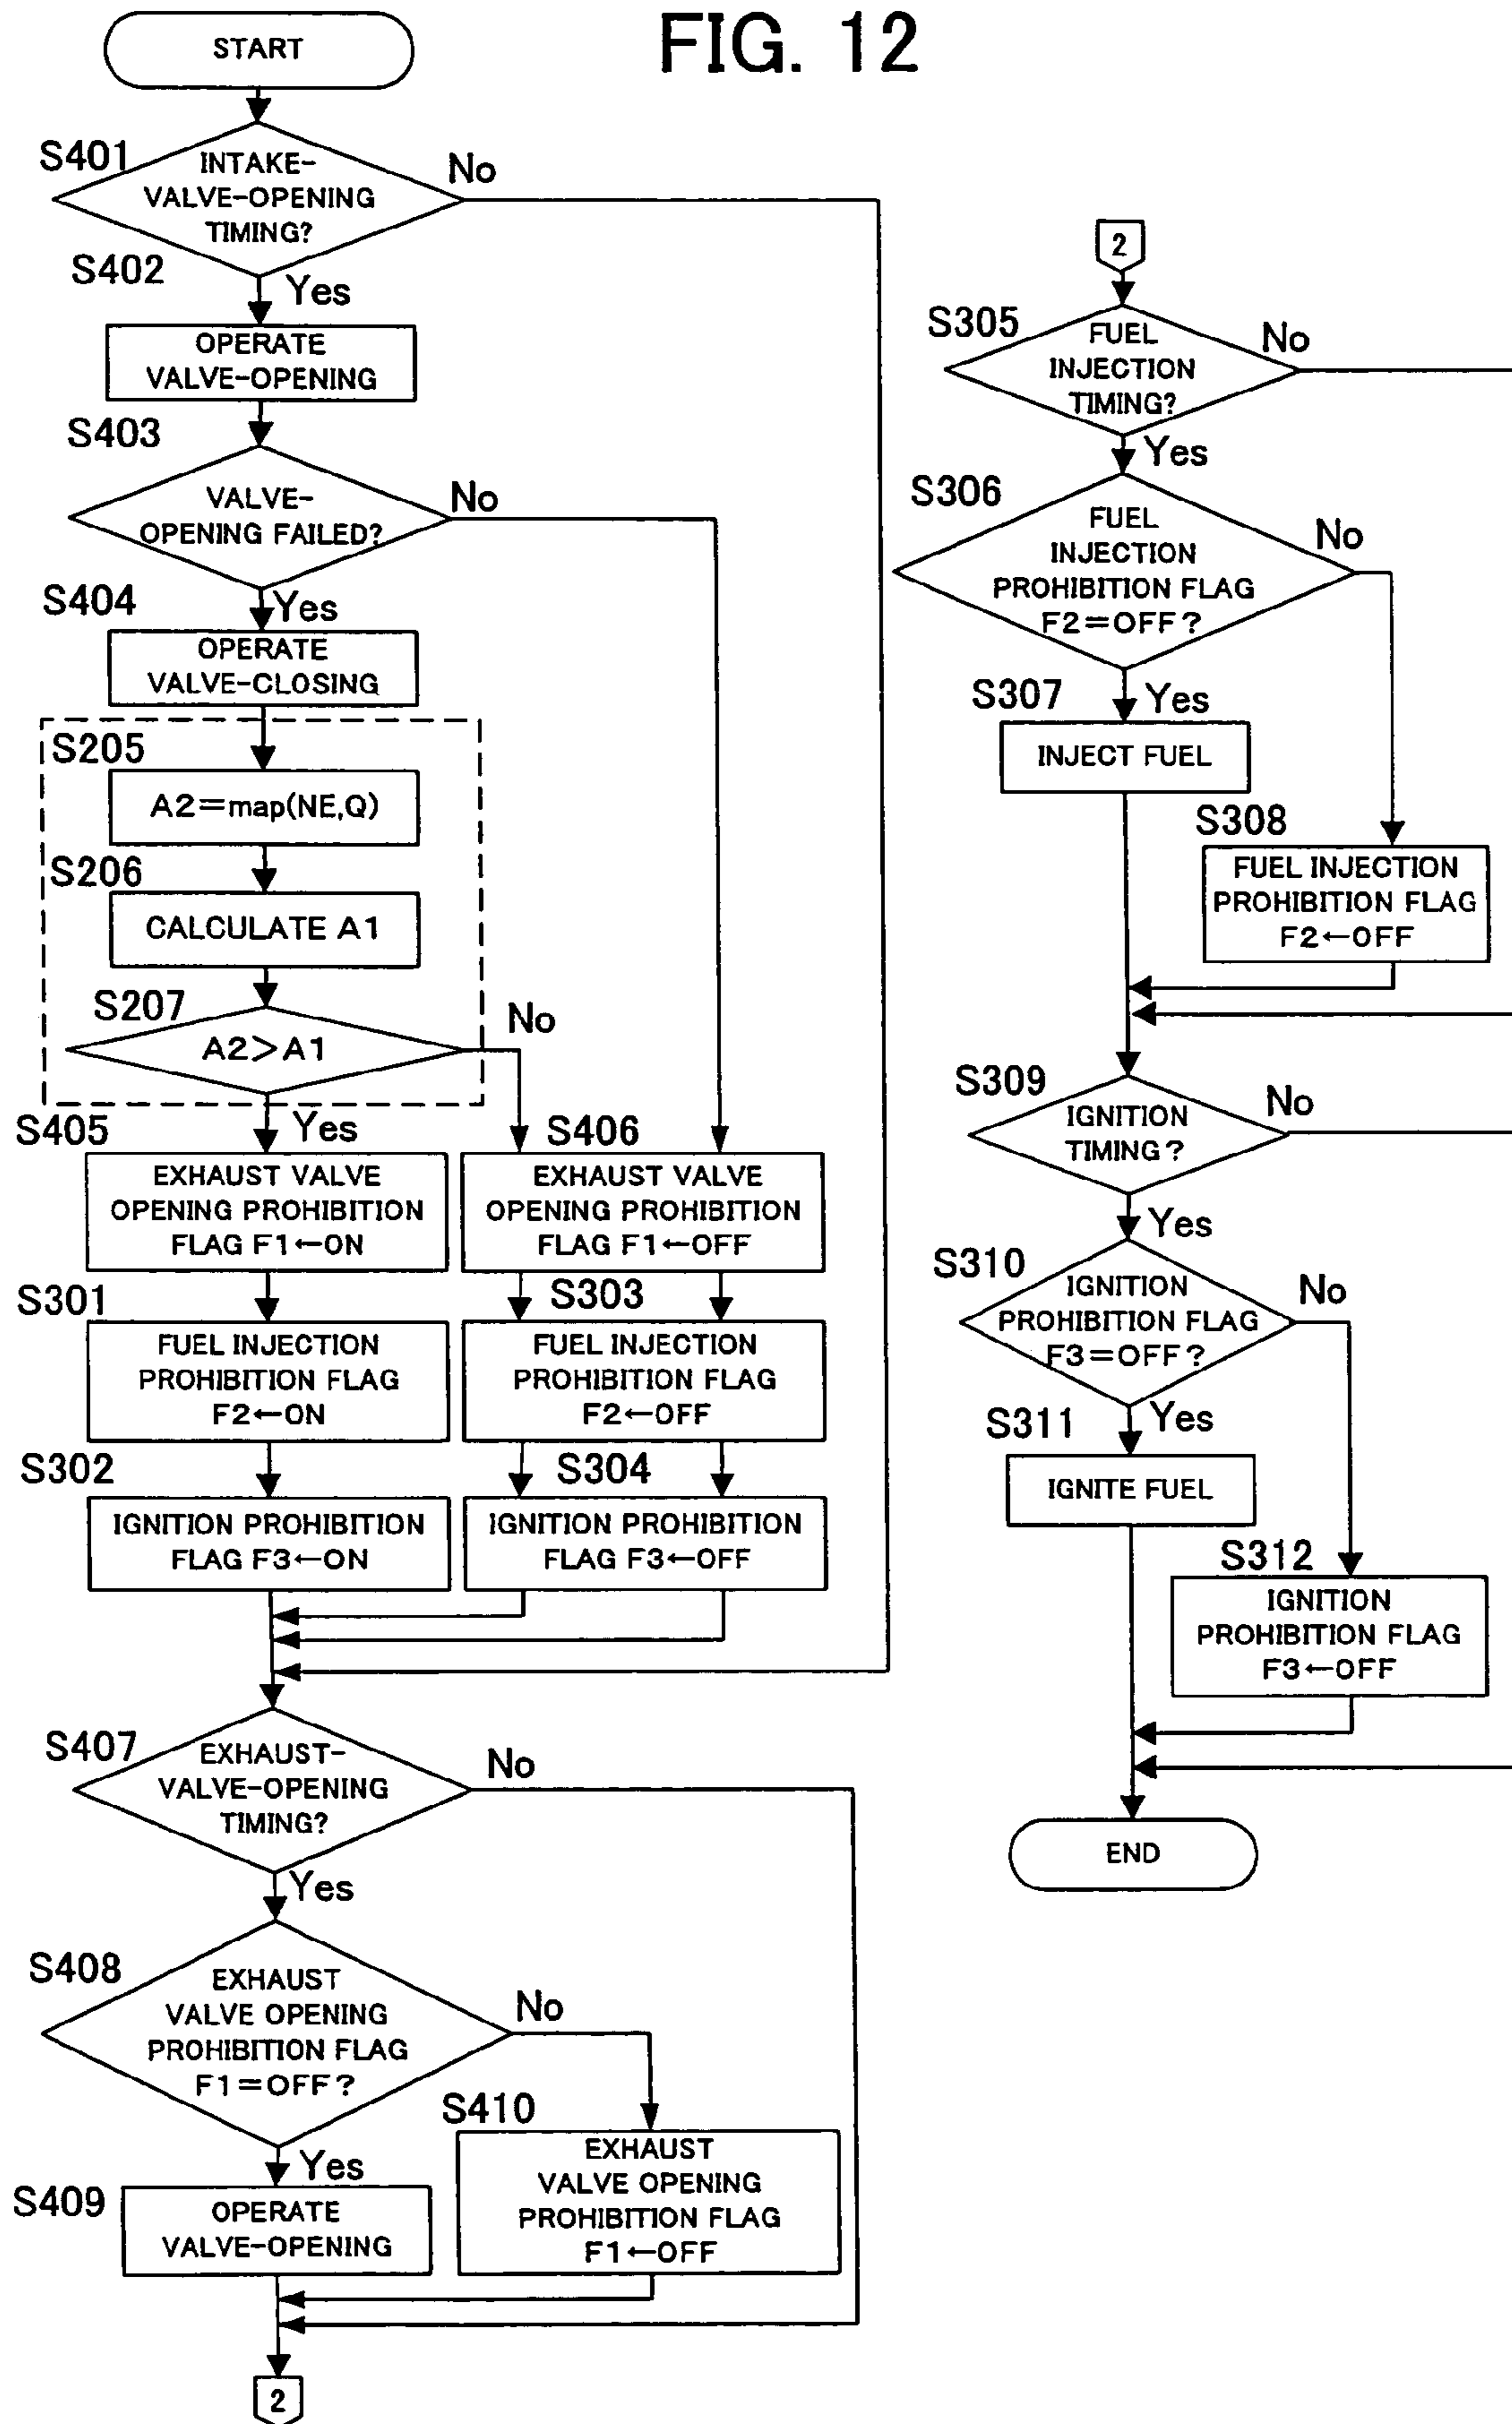 FIG. 12
START
S401
INTAKE-
VALVE-OPENING
TIMING?
No
S402
Yes
OPERATE
VALVE-OPENING
S403
VALVE-
OPENING FAILED?
No
S404
Yes
OPERATE
VALVE-CLOSING
S205
A2=map(NE,Q)
S206
CALCULATE A1
S207
A2>A1
No
S405
Yes
EXHAUST VALVE
OPENING PROHIBITION
FLAG F1←ON
S406
EXHAUST VALVE
OPENING PROHIBITION
FLAG F1←OFF
S301
FUEL INJECTION
PROHIBITION FLAG
F2←ON
S303
FUEL INJECTION
PROHIBITION FLAG
F2←OFF
S302
IGNITION PROHIBITION
FLAG F3←ON
S304
IGNITION PROHIBITION
FLAG F3←OFF
S407
EXHAUST-
VALVE-OPENING
TIMING?
No
Yes
S408
EXHAUST
VALVE OPENING
PROHIBITION FLAG
F1=OFF?
No
Yes
S409
OPERATE
VALVE-OPENING
S410
EXHAUST
VALVE OPENING
PROHIBITION FLAG
F1←OFF
2
2
S305
FUEL
INJECTION
TIMING?
No
Yes
S306
FUEL
INJECTION
PROHIBITION FLAG
F2=OFF?
No
S307
Yes
INJECT FUEL
S308
FUEL INJECTION
PROHIBITION FLAG
F2←OFF
S309
IGNITION
TIMING?
No
Yes
S310
IGNITION
PROHIBITION FLAG
F3=OFF?
No
S311
Yes
IGNITE FUEL
S312
IGNITION
PROHIBITION FLAG
F3←OFF
END